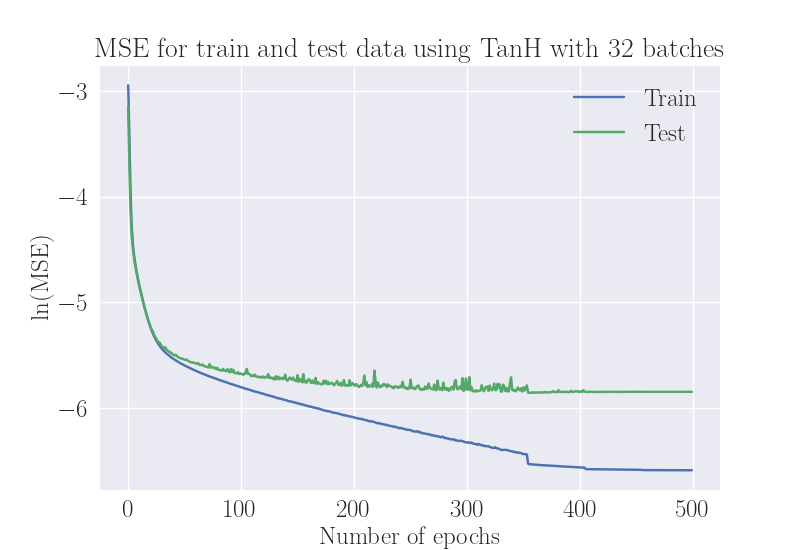 MSE for train and test data using TanH with 32 batches
Train
Test
ln(MSE)
−3
−4
−5
−6
0
100
200
300
400
500
Number of epochs